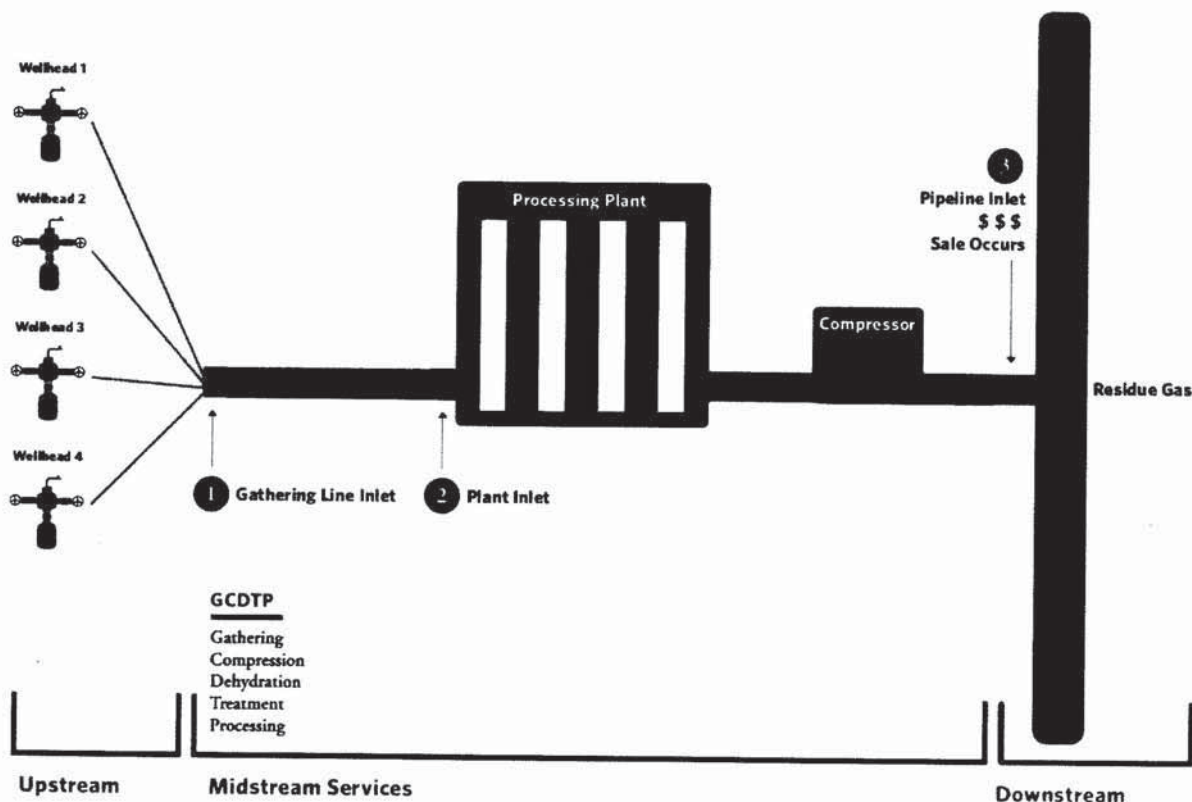 Wellhead 1
Wellhead 2
Wellhead 3
Wellhead 4
Processing Plant
Compressor
3
Pipeline Inlet
$ $ $
Sale Occurs
Residue Gas
1 Gathering Line Inlet
2 Plant Inlet
GCDTP
Gathering
Compression
Dehydration
Treatment
Processing
Upstream
Midstream Services
Downstream